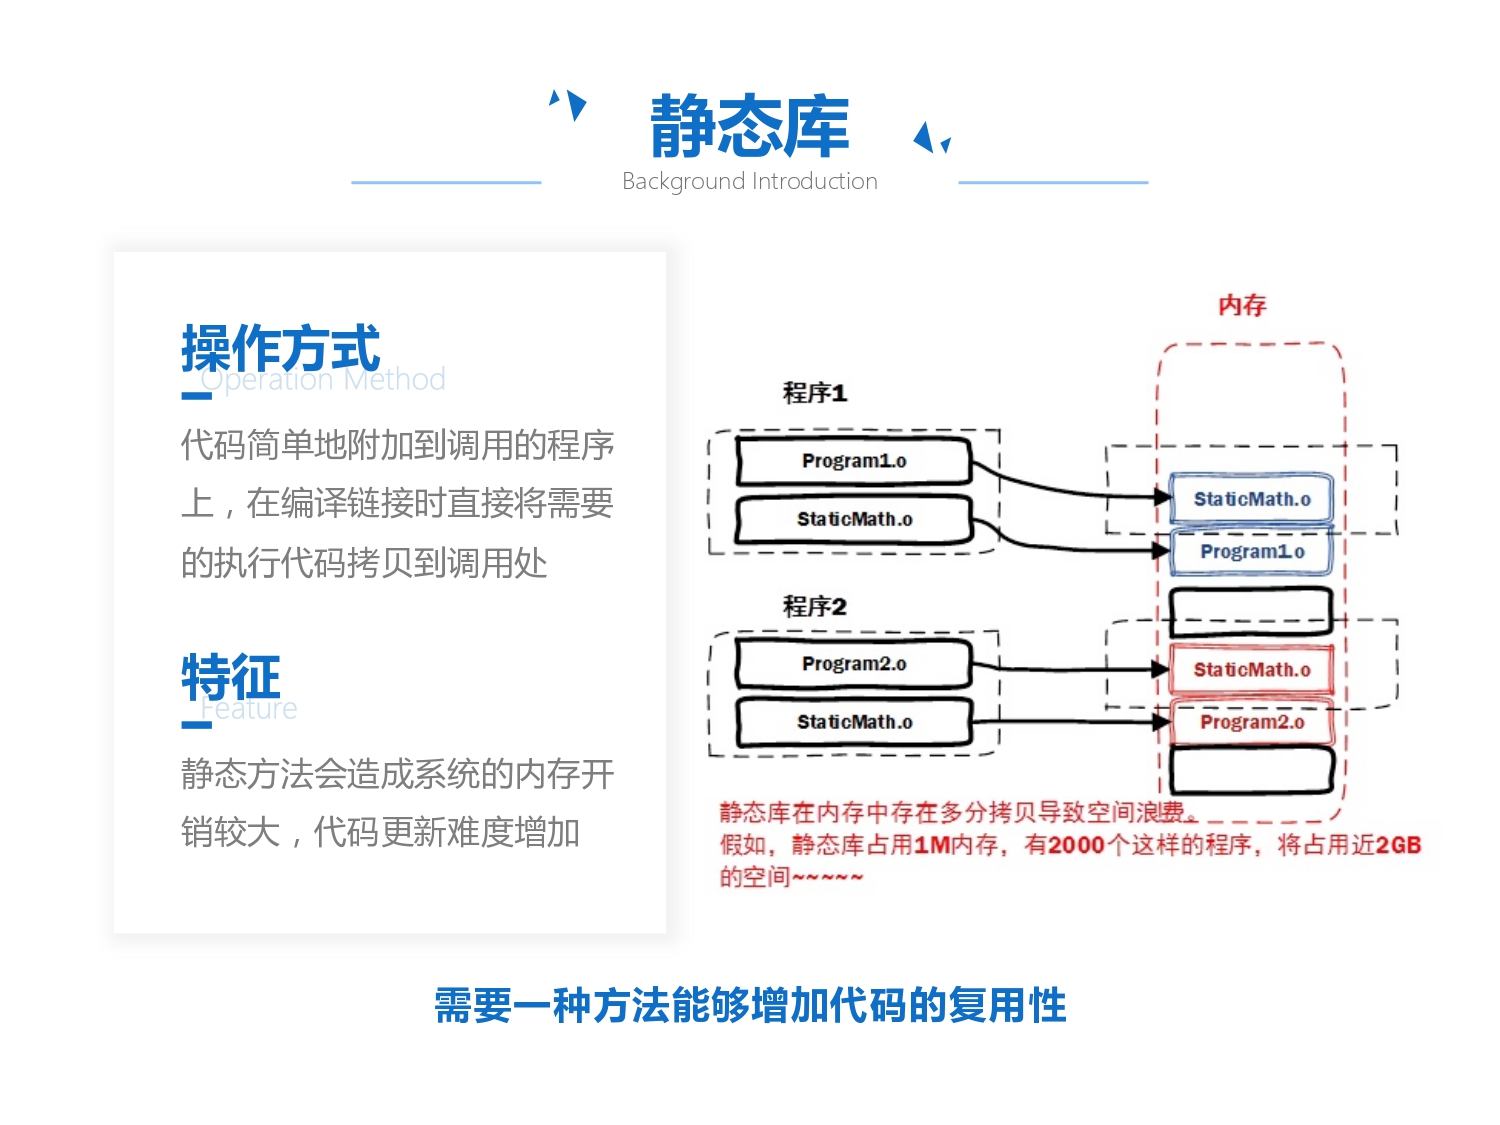 静态库
Background Introduction
操作方式
Operation Method
代码简单地附加到调用的程序
上，在编译链接时直接将需要
的执行代码拷贝到调用处
特征
Feature
静态方法会造成系统的内存开
销较大，代码更新难度增加
内存
程序1
Program1.o
StaticMath.o
StaticMath.o
Program1.o
程序2
Program2.o
StaticMath.o
StaticMath.o
Program2.o
静态库在内存中存在多分拷贝导致空间浪费。
假如，静态库占用1M内存，有2000个这样的程序，将占用近2GB
的空间~~~~~
需要一种方法能够增加代码的复用性